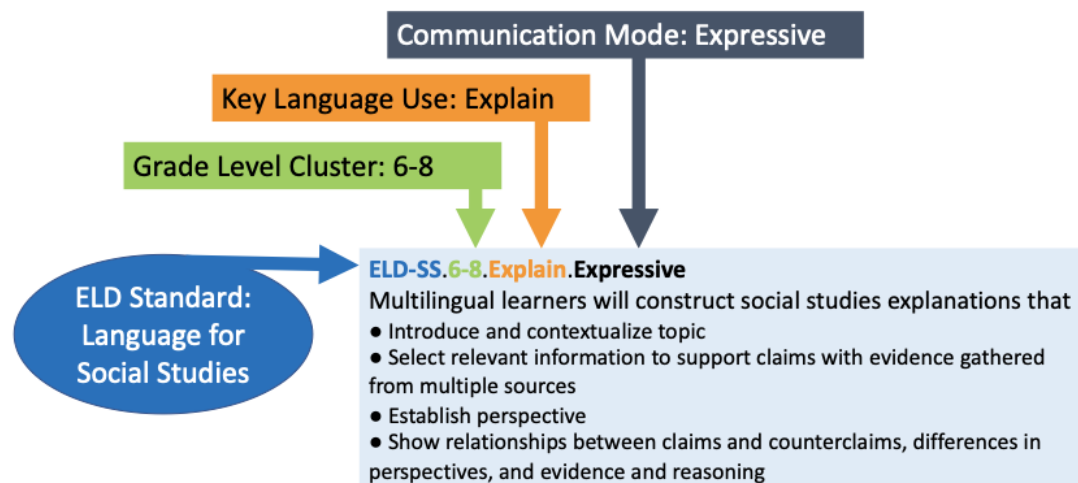 Communication Mode: Expressive
Key Language Use: Explain
Grade Level Cluster: 6-8
ELD Standard:
Language for
Social Studies
ELD-SS.6-8.Explain.Expressive
Multilingual learners will construct social studies explanations that
● Introduce and contextualize topic
● Select relevant information to support claims with evidence gathered
from multiple sources
● Establish perspective
● Show relationships between claims and counterclaims, differences in
perspectives, and evidence and reasoning